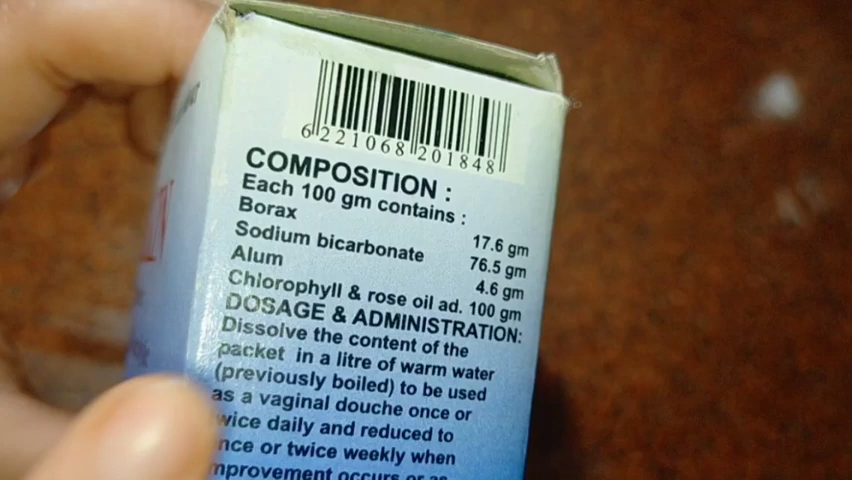 6 221068 201848
COMPOSITION :
Each 100 gm contains :
Borax 17.6 gm
Sodium bicarbonate 76.5 gm
Alum 4.6 gm
Chlorophyll & rose oil ad. 100 gm
DOSAGE & ADMINISTRATION:
Dissolve the content of the
packet in a litre of warm water
(previously boiled) to be used
as a vaginal douche once or
wice daily and reduced to
nce or twice weekly when
mprovement occurs or as